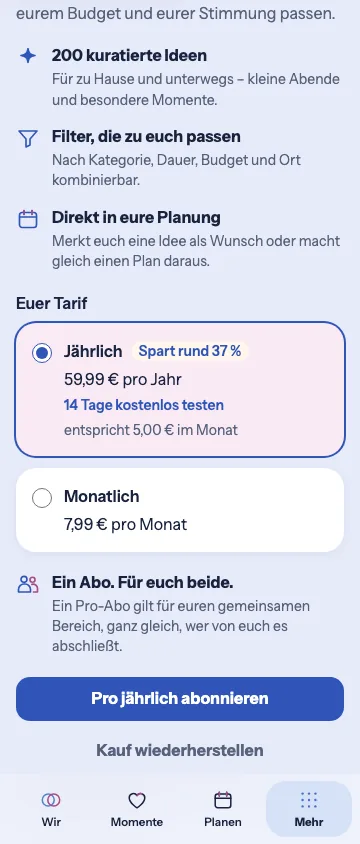 eurem Budget und eurer Stimmung passen.
200 kuratierte Ideen
Für zu Hause und unterwegs – kleine Abende
und besondere Momente.
Filter, die zu euch passen
Nach Kategorie, Dauer, Budget und Ort
kombinierbar.
Direkt in eure Planung
Merkt euch eine Idee als Wunsch oder macht
gleich einen Plan daraus.
Euer Tarif
Jährlich Spart rund 37 %
59,99 € pro Jahr
14 Tage kostenlos testen
entspricht 5,00 € im Monat
Monatlich
7,99 € pro Monat
Ein Abo. Für euch beide.
Ein Pro-Abo gilt für euren gemeinsamen
Bereich, ganz gleich, wer von euch es
abschließt.
Pro jährlich abonnieren
Kauf wiederherstellen
Wir Momente Planen Mehr